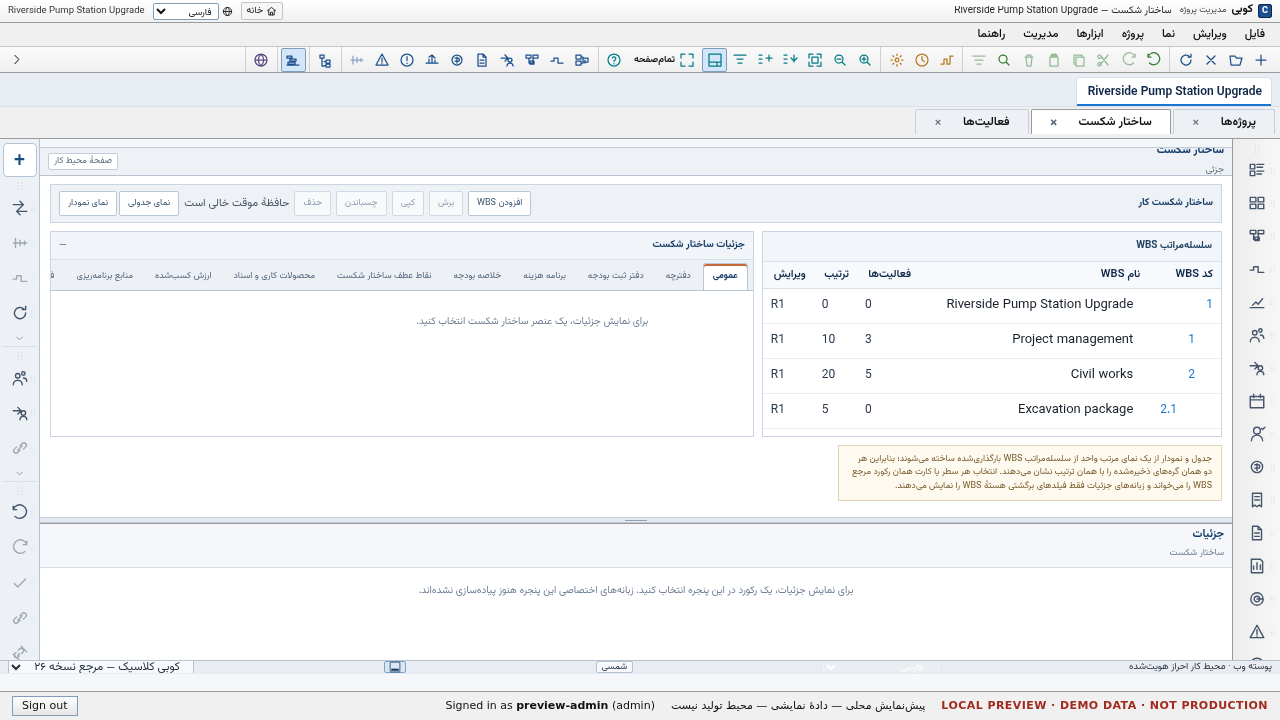 C کوبی مدیریت پروژه ساختار شکست — Riverside Pump Station Upgrade
خانه فارسی Riverside Pump Station Upgrade
فایل ویرایش نما پروژه ابزارها مدیریت راهنما
تمام‌صفحه
Riverside Pump Station Upgrade
پروژه‌ها × ساختار شکست × فعالیت‌ها ×
ساختار شکست
جزئی
صفحهٔ محیط کار
ساختار شکست کار
افزودن WBS برش کپی چسباندن حذف حافظهٔ موقت خالی است نمای جدولی نمای نمودار
سلسله‌مراتب WBS
کد WBS نام WBS فعالیت‌ها ترتیب ویرایش
1 Riverside Pump Station Upgrade 0 0 R1
1 Project management 3 10 R1
2 Civil works 5 20 R1
2.1 Excavation package 0 5 R1
جزئیات ساختار شکست –
عمومی دفترچه دفتر ثبت بودجه برنامه هزینه خلاصه بودجه نقاط عطف ساختار شکست محصولات کاری و اسناد ارزش کسب‌شده منابع برنامه‌ریزی
برای نمایش جزئیات، یک عنصر ساختار شکست انتخاب کنید.
جدول و نمودار از یک نمای مرتب واحد از سلسله‌مراتب WBS بارگذاری‌شده ساخته می‌شوند؛ بنابراین هر
دو همان گره‌های ذخیره‌شده را با همان ترتیب نشان می‌دهند. انتخاب هر سطر یا کارت همان رکورد مرجع
WBS را می‌خواند و زبانه‌های جزئیات فقط فیلدهای برگشتی هستهٔ WBS را نمایش می‌دهند.
جزئیات
ساختار شکست
برای نمایش جزئیات، یک رکورد در این پنجره انتخاب کنید. زبانه‌های اختصاصی این پنجره هنوز پیاده‌سازی نشده‌اند.
پوسته وب · محیط کار احراز هویت‌شده فارسی شمسی کوبی کلاسیک — مرجع نسخه ۲۶
LOCAL PREVIEW · DEMO DATA · NOT PRODUCTION پیش‌نمایش محلی — دادهٔ نمایشی — محیط تولید نیست Signed in as preview-admin (admin) Sign out